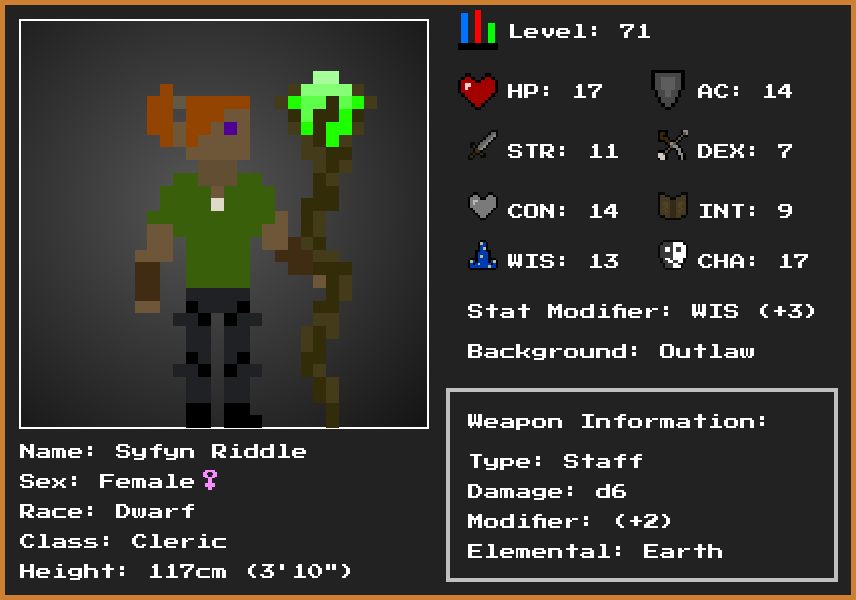 Level: 71
HP: 17
AC: 14
STR: 11
DEX: 7
CON: 14
INT: 9
WIS: 13
CHA: 17
Stat Modifier: WIS (+3)
Background: Outlaw
Weapon Information:
Type: Staff
Damage: d6
Modifier: (+2)
Elemental: Earth
Name: Syfyn Riddle
Sex: Female♀
Race: Dwarf
Class: Cleric
Height: 117cm (3'10")